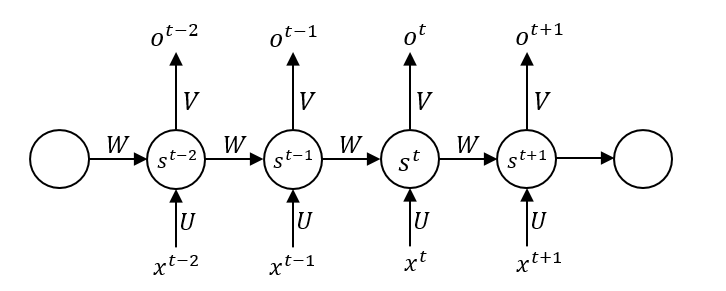 o^{t−2} o^{t−1} o^t o^{t+1}
V V V V
W W W W
s^{t−2} s^{t−1} s^t s^{t+1}
U U U U
x^{t−2} x^{t−1} x^t x^{t+1}